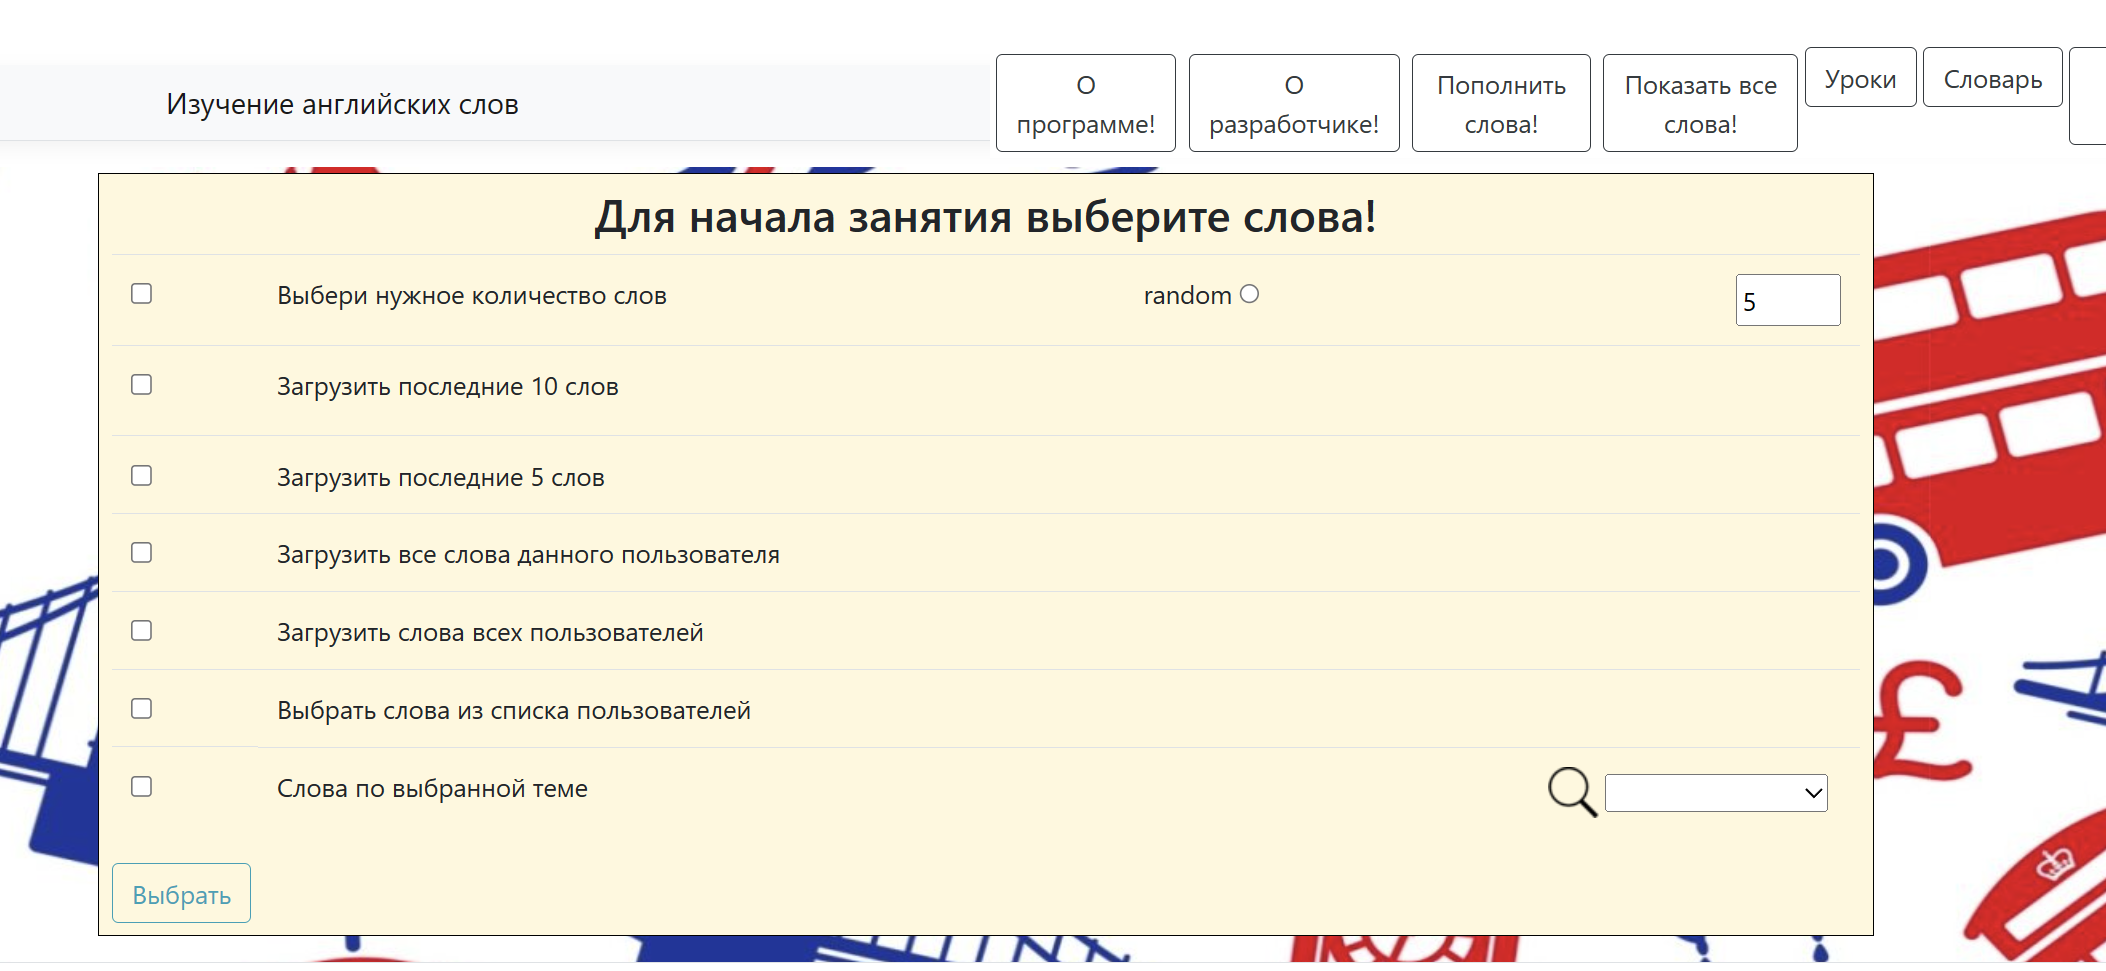 Изучение английских слов
О
программе!
О
разработчике!
Пополнить
слова!
Показать все
слова!
Уроки
Словарь
Для начала занятия выберите слова!
Выбери нужное количество слов random 5
Загрузить последние 10 слов
Загрузить последние 5 слов
Загрузить все слова данного пользователя
Загрузить слова всех пользователей
Выбрать слова из списка пользователей
Слова по выбранной теме
£
Выбрать